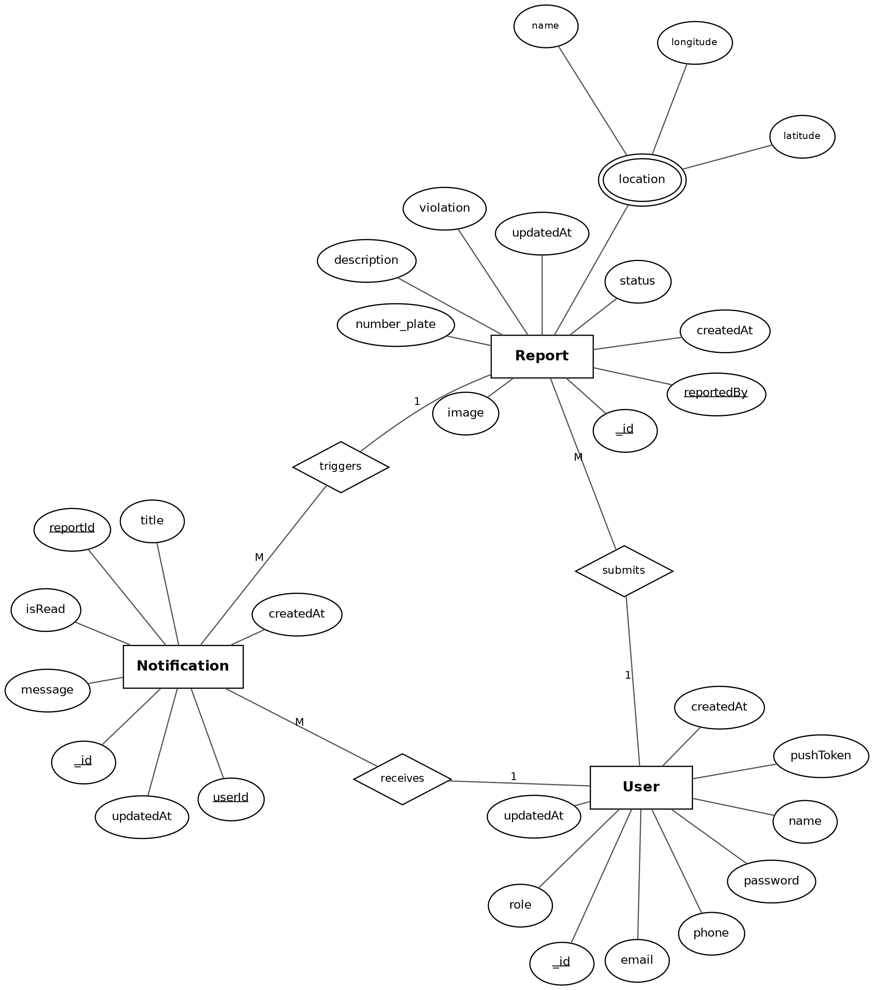 name
longitude
latitude
location
violation
updatedAt
description
status
number_plate
createdAt
Report
reportedBy
1
image
_id
M
triggers
reportId
title
M
submits
isRead
createdAt
Notification
1
message
createdAt
M
pushToken
_id
receives
1
User
userId
updatedAt
updatedAt
name
password
role
phone
_id
email